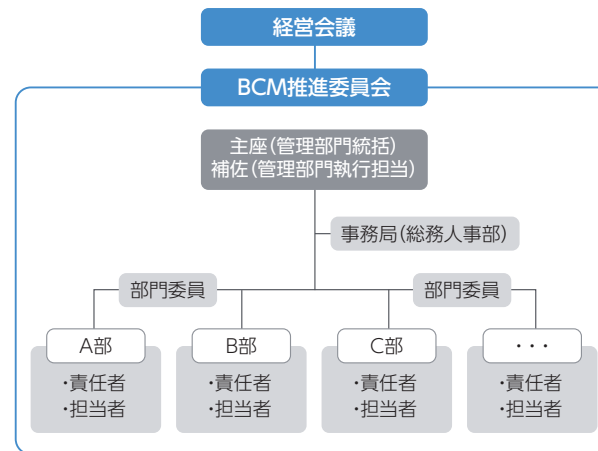 経営会議
BCM推進委員会
主座(管理部門統括)
補佐(管理部門執行担当)
事務局(総務人事部)
部門委員
部門委員
A部
B部
C部
・・・
・責任者
・担当者
・責任者
・担当者
・責任者
・担当者
・責任者
・担当者